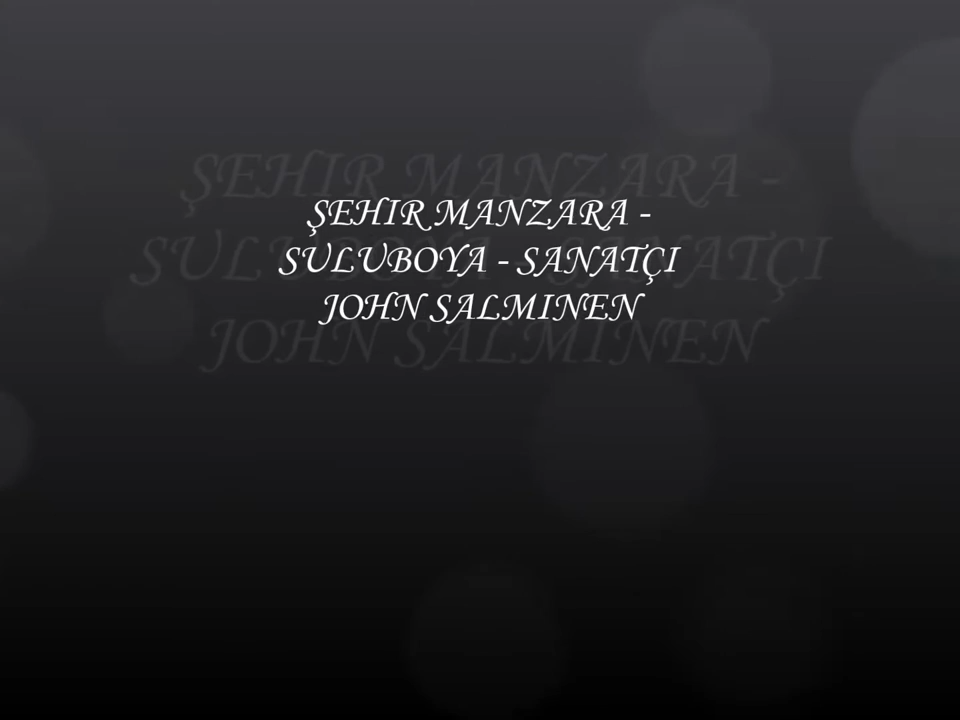 ŞEHIR MANZARA -
SULUBOYA - SANATÇI
JOHN SALMINEN